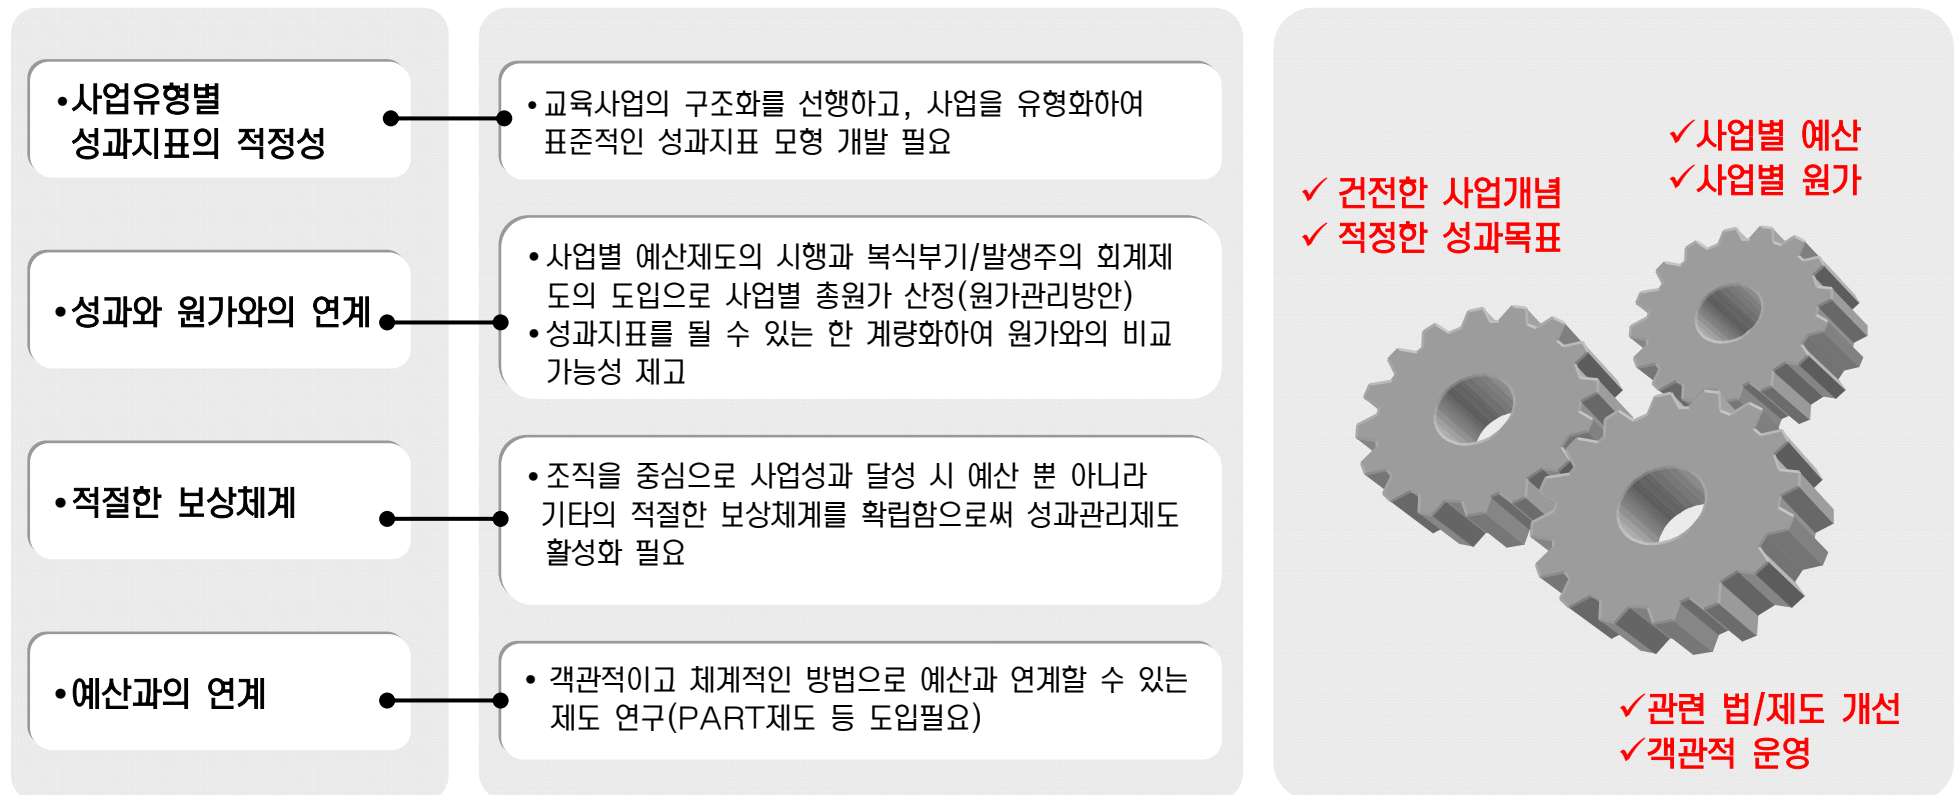 •사업유형별
성과지표의 적정성
•교육사업의 구조화를 선행하고, 사업을 유형화하여
표준적인 성과지표 모형 개발 필요
•성과와 원가와의 연계
•사업별 예산제도의 시행과 복식부기/발생주의 회계제
도의 도입으로 사업별 총원가 산정(원가관리방안)
•성과지표를 될 수 있는 한 계량화하여 원가와의 비교
가능성 제고
•적절한 보상체계
•조직을 중심으로 사업성과 달성 시 예산 뿐 아니라
기타의 적절한 보상체계를 확립함으로써 성과관리제도
활성화 필요
•예산과의 연계
• 객관적이고 체계적인 방법으로 예산과 연계할 수 있는
제도 연구(PART제도 등 도입필요)
✓ 건전한 사업개념
✓ 적정한 성과목표
✓사업별 예산
✓사업별 원가
✓관련 법/제도 개선
✓객관적 운영